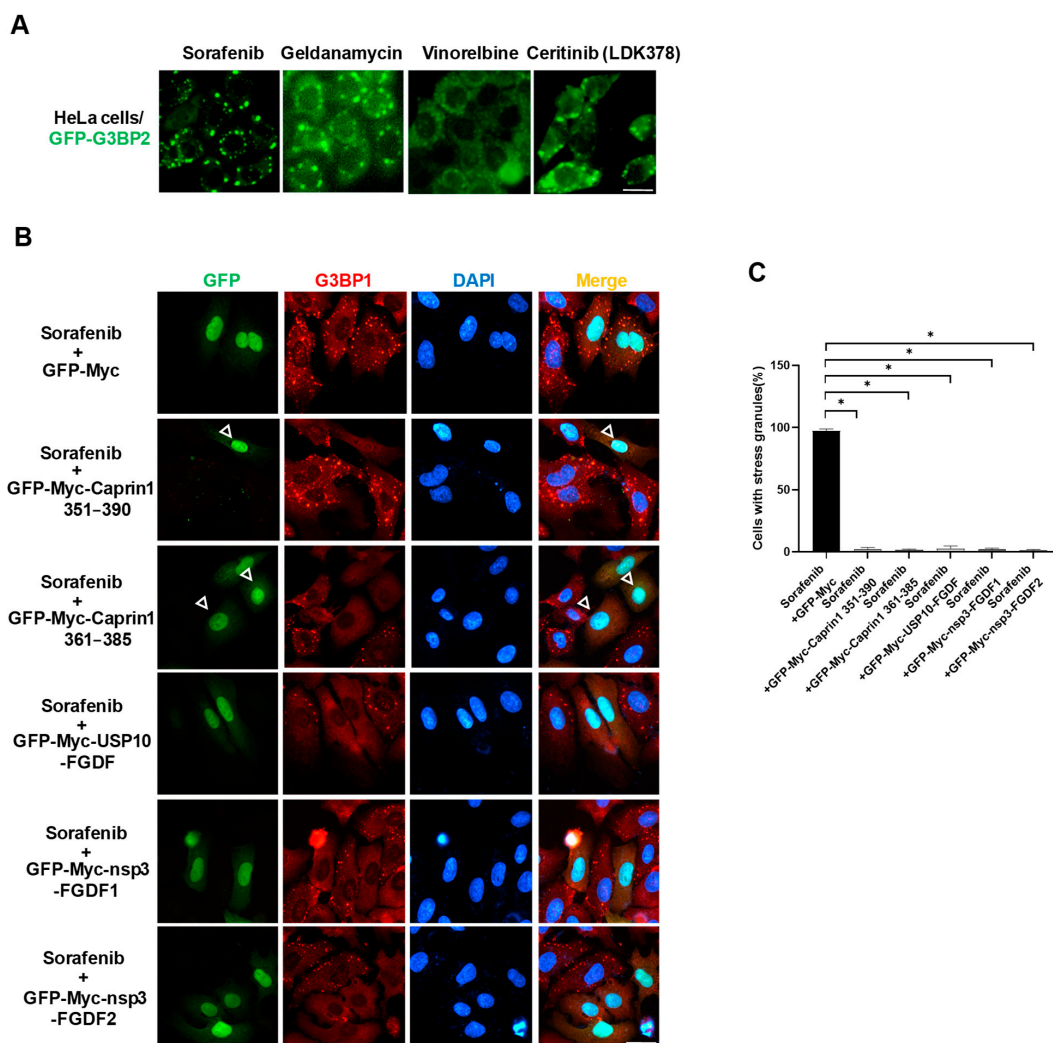 A
Sorafenib Geldanamycin Vinorelbine Ceritinib (LDK378)
HeLa cells/
GFP-G3BP2
B
GFP G3BP1 DAPI Merge
Sorafenib
+
GFP-Myc
Sorafenib
+
GFP-Myc-Caprin1
351–390
Sorafenib
+
GFP-Myc-Caprin1
361–385
Sorafenib
+
GFP-Myc-USP10
-FGDF
Sorafenib
+
GFP-Myc-nsp3
-FGDF1
Sorafenib
+
GFP-Myc-nsp3
-FGDF2
C
Cells with stress granules(%)
150
100
50
0
*
*
*
*
*
Sorafenib
+GFP-Myc
Sorafenib
+GFP-Myc-Caprin1 351-390
Sorafenib
+GFP-Myc-Caprin1 361-385
Sorafenib
+GFP-Myc-USP10-FGDF
Sorafenib
+GFP-Myc-nsp3-FGDF1
Sorafenib
+GFP-Myc-nsp3-FGDF2